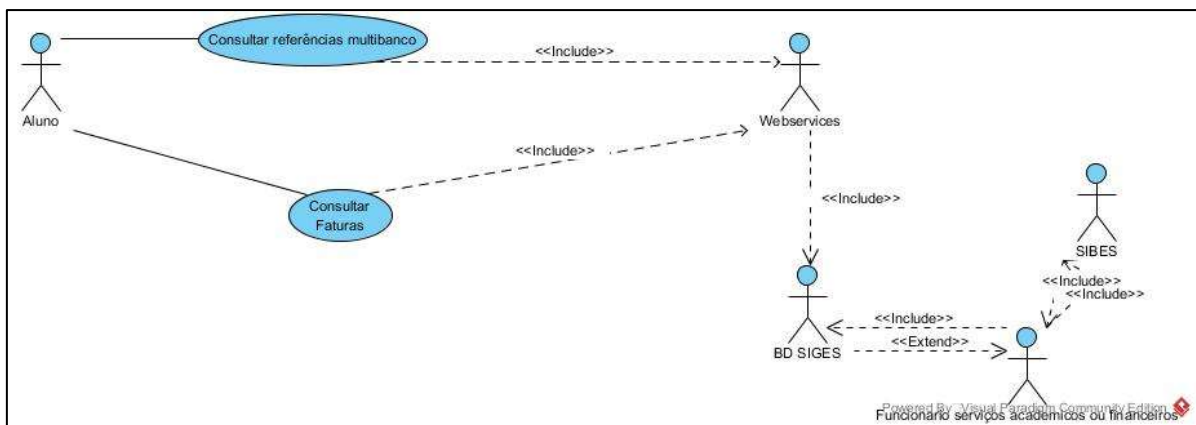 Consultar referências multibanco
<<Include>>
Aluno
Webservices
<<Include>>
Consultar
Faturas
<<Include>>
SIBES
<<Include>>
<<Include>>
<<Include>>
<<Extend>>
BD SIGES
Powered By Visual Paradigm Community Edition
Funcionario serviços academicos ou financeiros